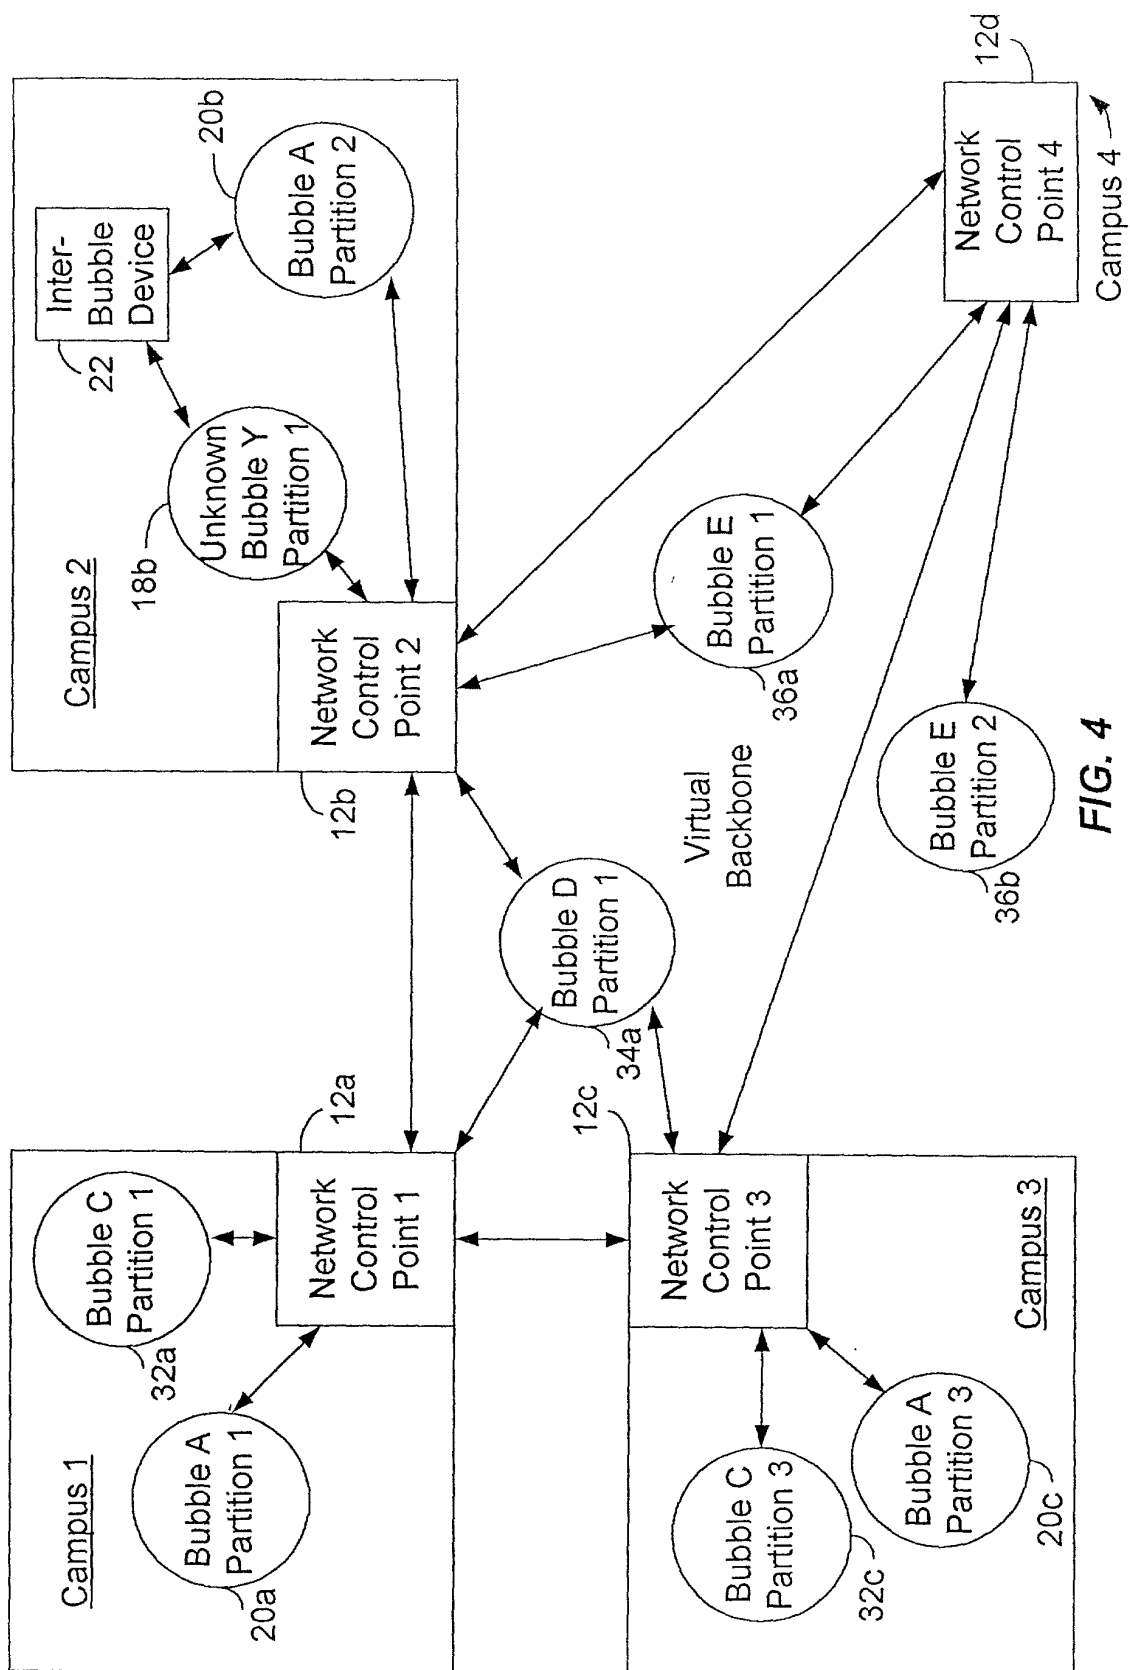 Campus 1
Bubble A
Partition 1
20a
Bubble C
Partition 1
32a
Network
Control
Point 1
12a
Campus 2
Network
Control
Point 2
12b
Unknown
Bubble Y
Partition 1
18b
Inter-
Bubble
Device
22
Bubble A
Partition 2
20b
Bubble D
Partition 1
34a
Virtual
Backbone
Campus 3
Network
Control
Point 3
12c
Bubble C
Partition 3
32c
Bubble A
Partition 3
20c
Bubble E
Partition 1
36a
Bubble E
Partition 2
36b
Network
Control
Point 4
12d
Campus 4
FIG. 4